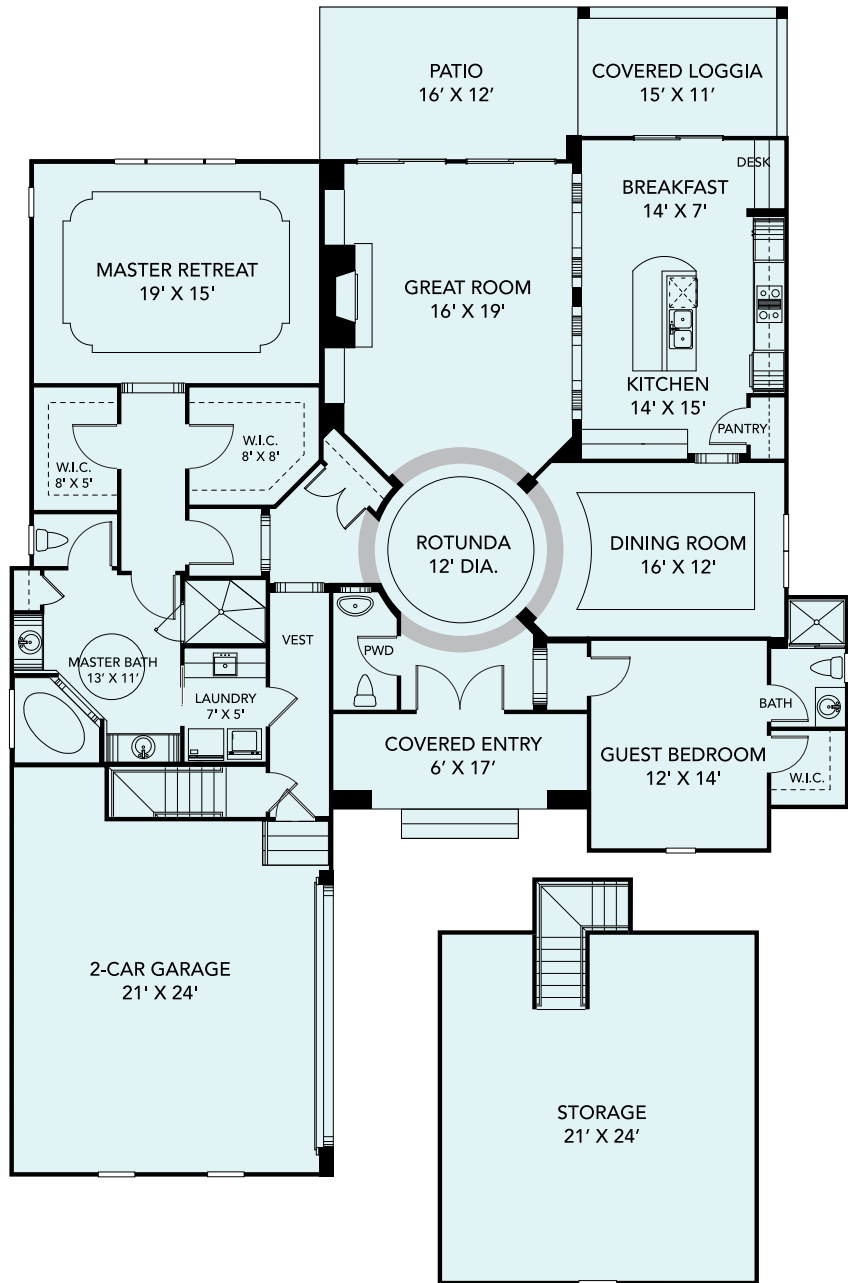 PATIO
16’ X 12’
COVERED LOGGIA
15’ X 11’
DESK
BREAKFAST
14' X 7'
MASTER RETREAT
19' X 15'
GREAT ROOM
16' X 19'
KITCHEN
14' X 15'
PANTRY
W.I.C.
8' X 5'
W.I.C.
8' X 8'
ROTUNDA
12' DIA.
DINING ROOM
16' X 12'
VEST
PWD
MASTER BATH
13' X 11'
LAUNDRY
7' X 5'
BATH
COVERED ENTRY
6’ X 17’
GUEST BEDROOM
12' X 14'
W.I.C.
2-CAR GARAGE
21' X 24'
STORAGE
21’ X 24’